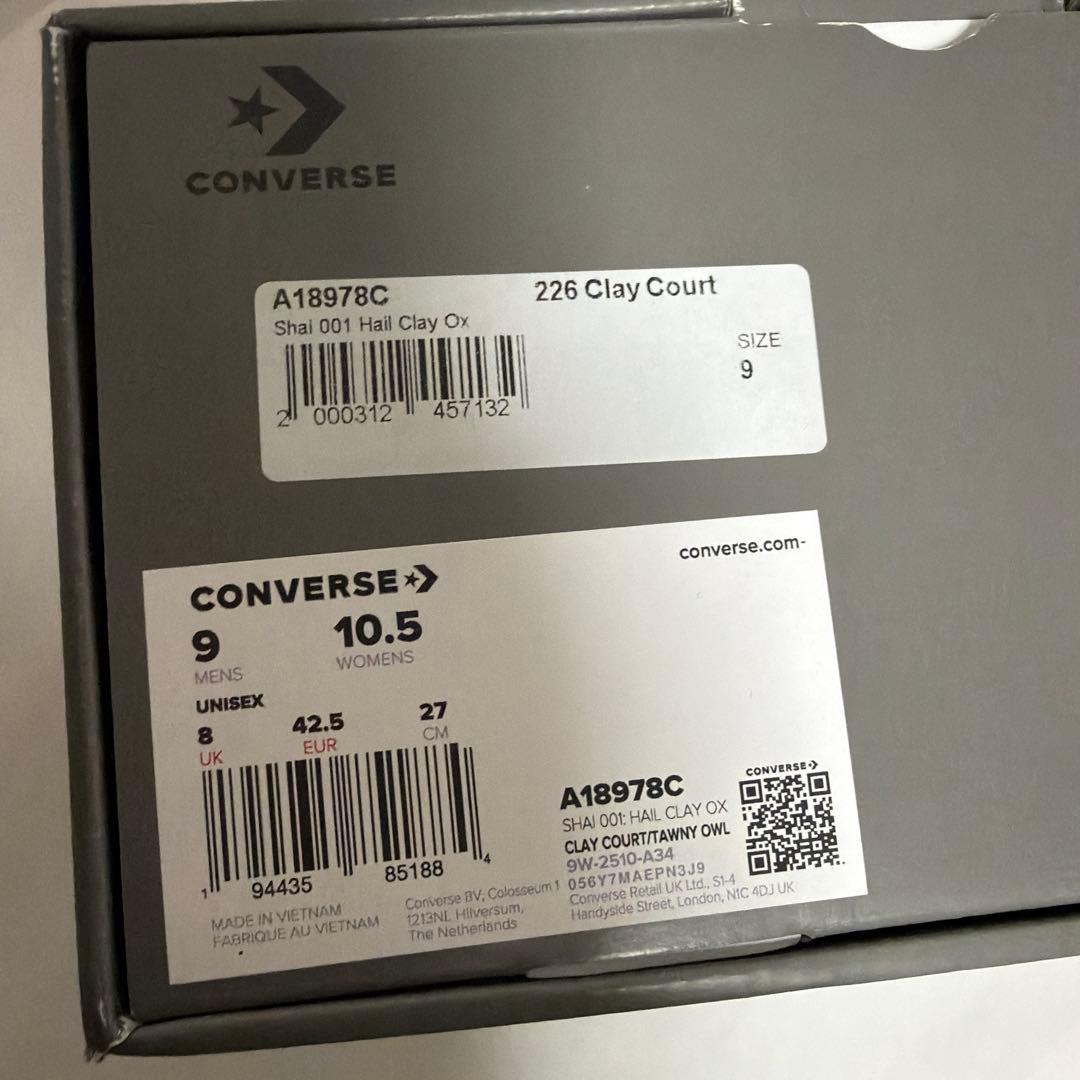 CONVERSE
A18978C 226 Clay Court
Shai 001 Hail Clay Ox
SIZE
9
2 000312 457132
CONVERSE
converse.com
9 10.5
MENS WOMENS
UNISEX
8 42.5 27
UK EUR CM
1 94435 85188 4
MADE IN VIETNAM
FABRIQUE AU VIETNAM
Converse BV, Colosseum 1
1213NL Hilversum,
The Netherlands
CONVERSE
A18978C
SHAI 001: HAIL CLAY OX
CLAY COURT/TAWNY OWL
9W-2510-A34
056Y7MAEPN3J9
Converse Retail UK Ltd., S1-4
Handyside Street, London, N1C 4DJ UK